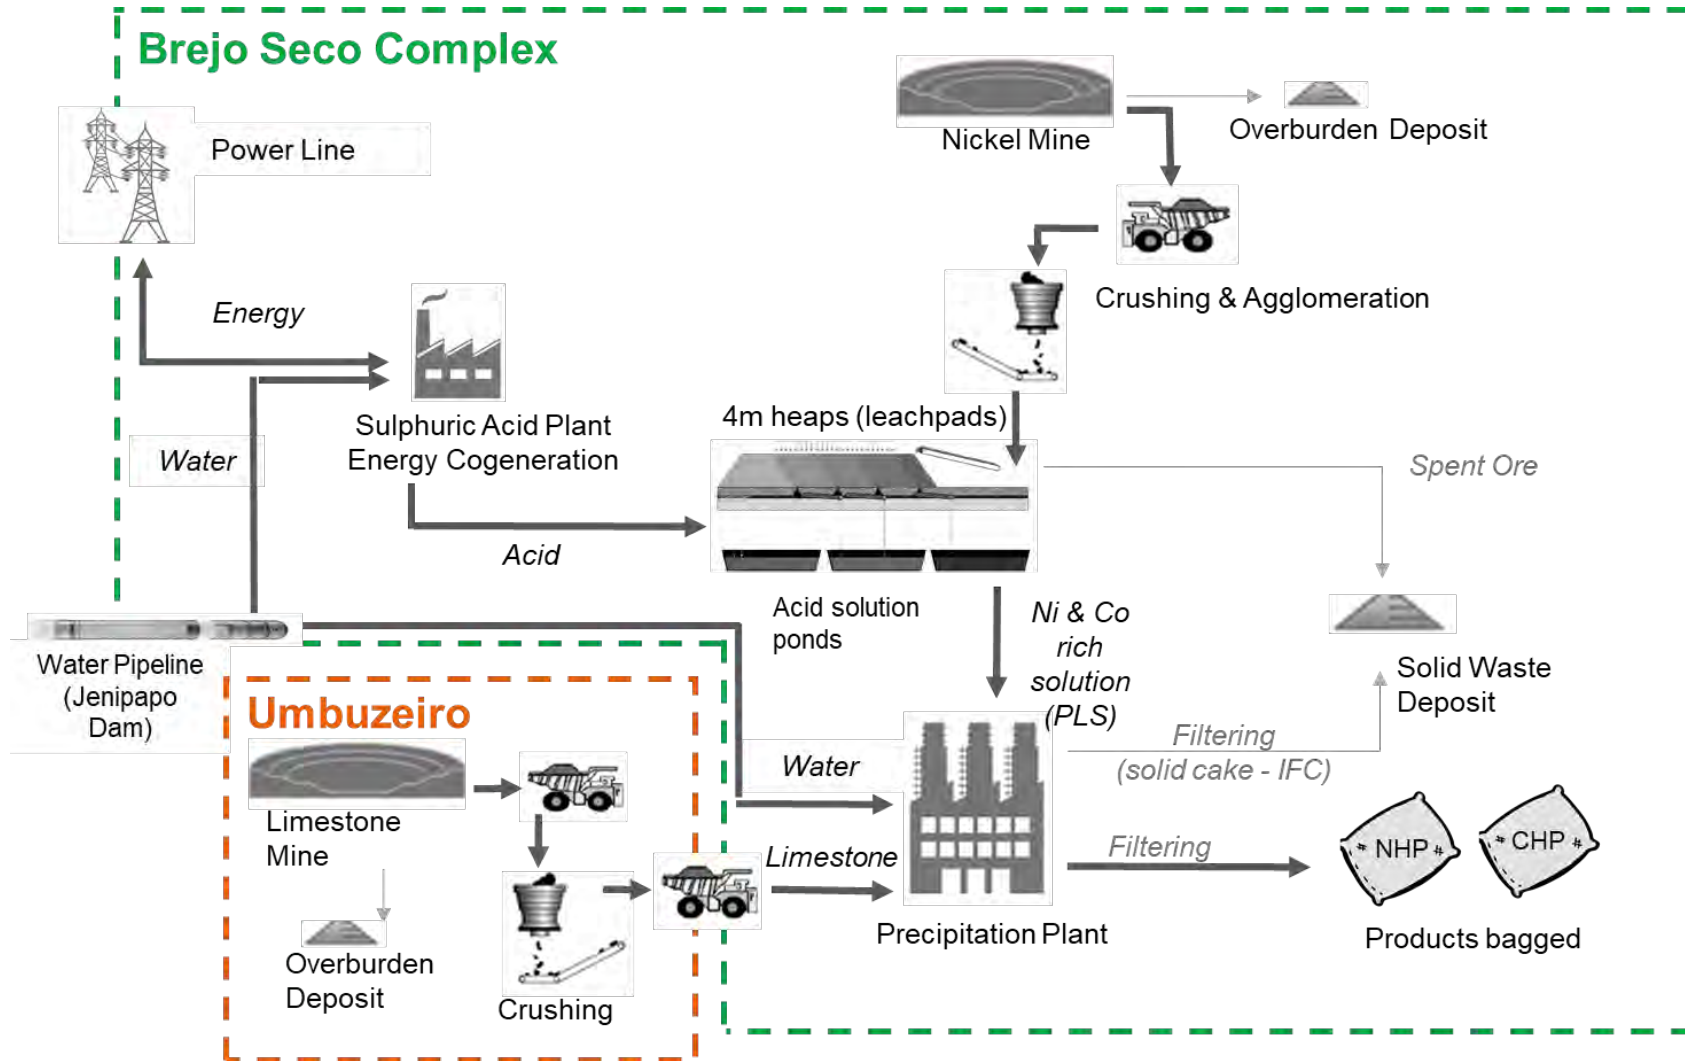 Brejo Seco Complex
Power Line
Nickel Mine
Overburden Deposit
Crushing & Agglomeration
Energy
Sulphuric Acid Plant
Energy Cogeneration
4m heaps (leachpads)
Water
Spent Ore
Acid
Acid solution
ponds
Ni & Co
rich
solution
(PLS)
Water Pipeline
(Jenipapo
Dam)
Solid Waste
Deposit
Umbuzeiro
Water
Filtering
(solid cake - IFC)
Limestone
Mine
Limestone
Filtering
NHP
CHP
Precipitation Plant
Products bagged
Overburden
Deposit
Crushing